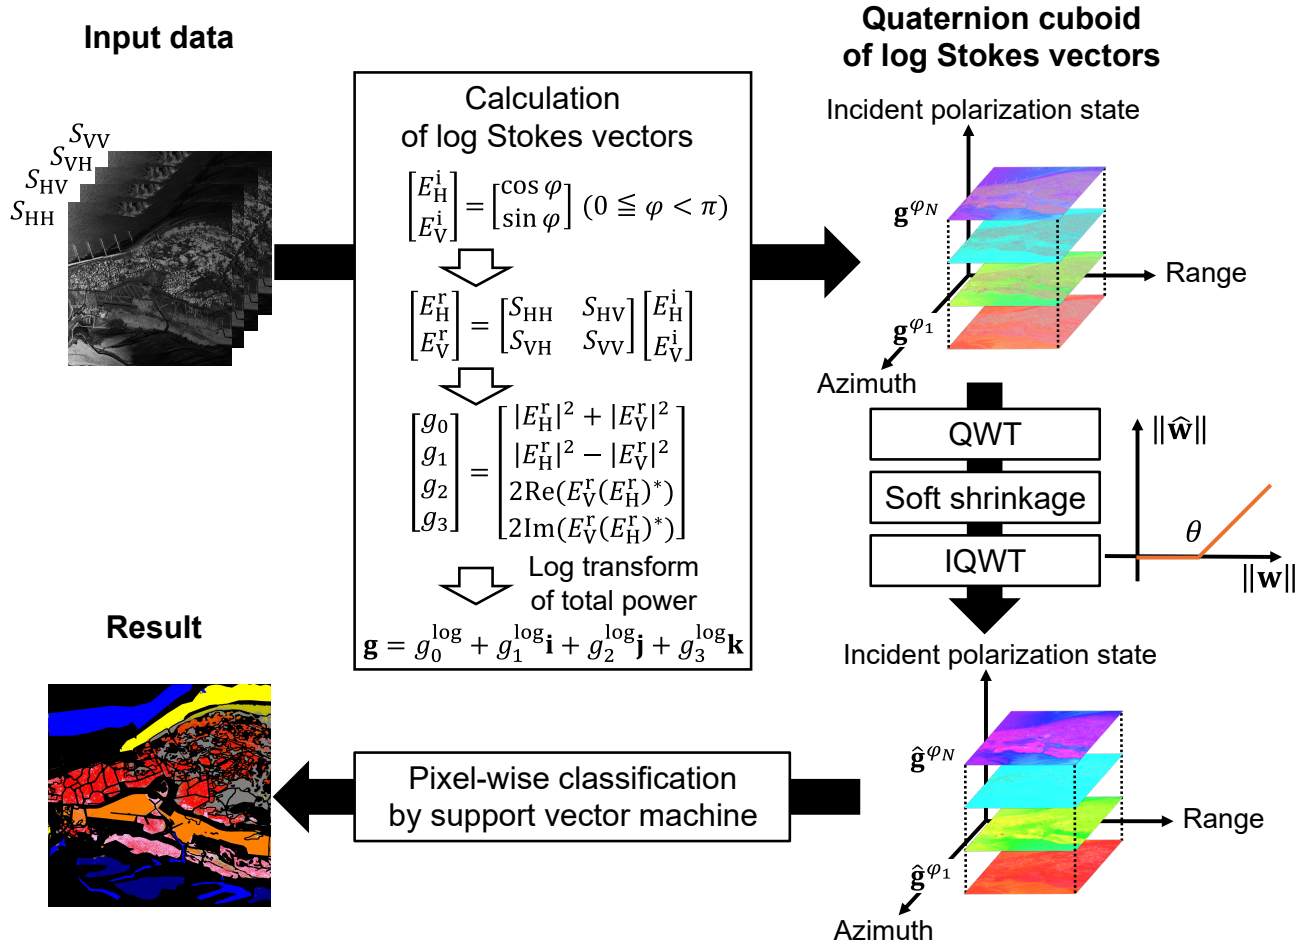 Input data
S_VV
S_VH
S_HV
S_HH
Calculation
of log Stokes vectors
[E_H^i; E_V^i] = [cos φ; sin φ] (0 ≦ φ < π)
[E_H^r; E_V^r] = [S_HH S_HV; S_VH S_VV] [E_H^i; E_V^i]
[g_0; g_1; g_2; g_3] = [|E_H^r|^2 + |E_V^r|^2; |E_H^r|^2 − |E_V^r|^2; 2Re(E_V^r(E_H^r)^*); 2Im(E_V^r(E_H^r)^*)]
Log transform
of total power
g = g_0^log + g_1^log i + g_2^log j + g_3^log k
Quaternion cuboid
of log Stokes vectors
Incident polarization state
g^φ_N
Range
g^φ_1
Azimuth
QWT
Soft shrinkage
IQWT
‖ŵ‖
θ
‖w‖
Incident polarization state
ĝ^φ_N
Range
ĝ^φ_1
Azimuth
Pixel-wise classification
by support vector machine
Result